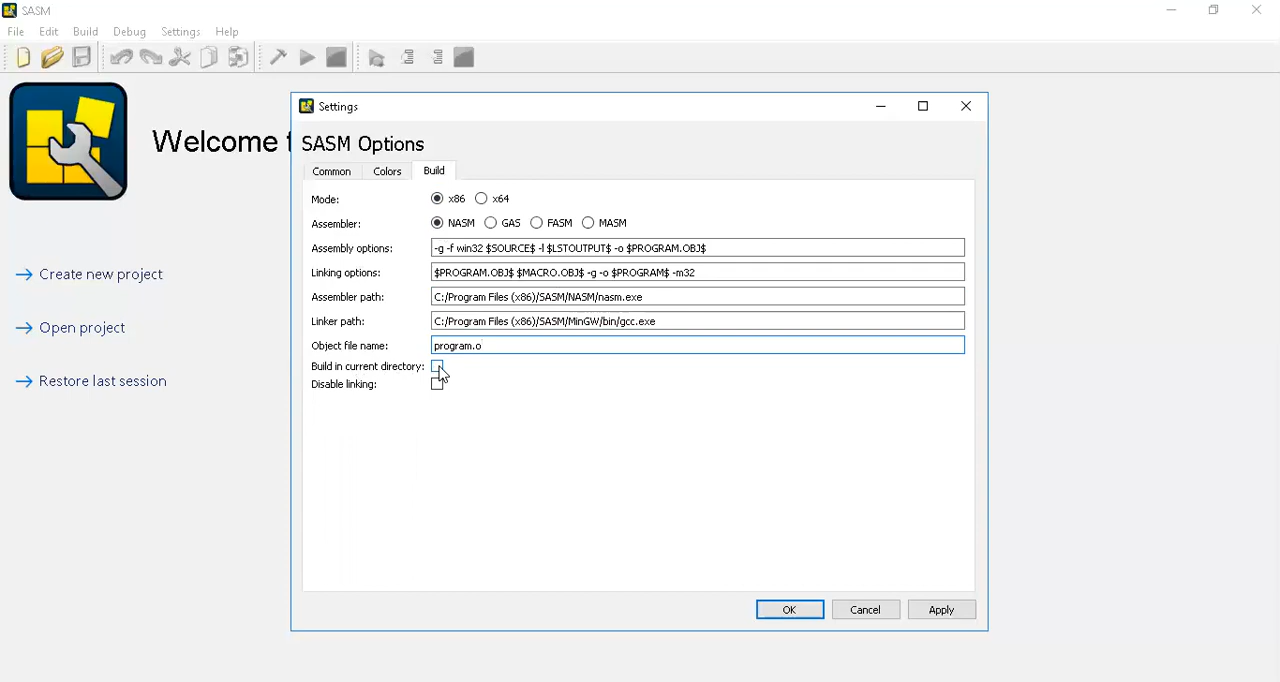 SASM
File Edit Build Debug Settings Help
Welcome t
Create new project
Open project
Restore last session
Settings
SASM Options
Common Colors Build
Mode: x86 x64
Assembler: NASM GAS FASM MASM
Assembly options: -g -f win32 $SOURCE$ -l $LSTOUTPUT$ -o $PROGRAM.OBJ$
Linking options: $PROGRAM.OBJ$ $MACRO.OBJ$ -g -o $PROGRAM$ -m32
Assembler path: C:/Program Files (x86)/SASM/NASM/nasm.exe
Linker path: C:/Program Files (x86)/SASM/MinGW/bin/gcc.exe
Object file name: program.o
Build in current directory:
Disable linking:
OK Cancel Apply